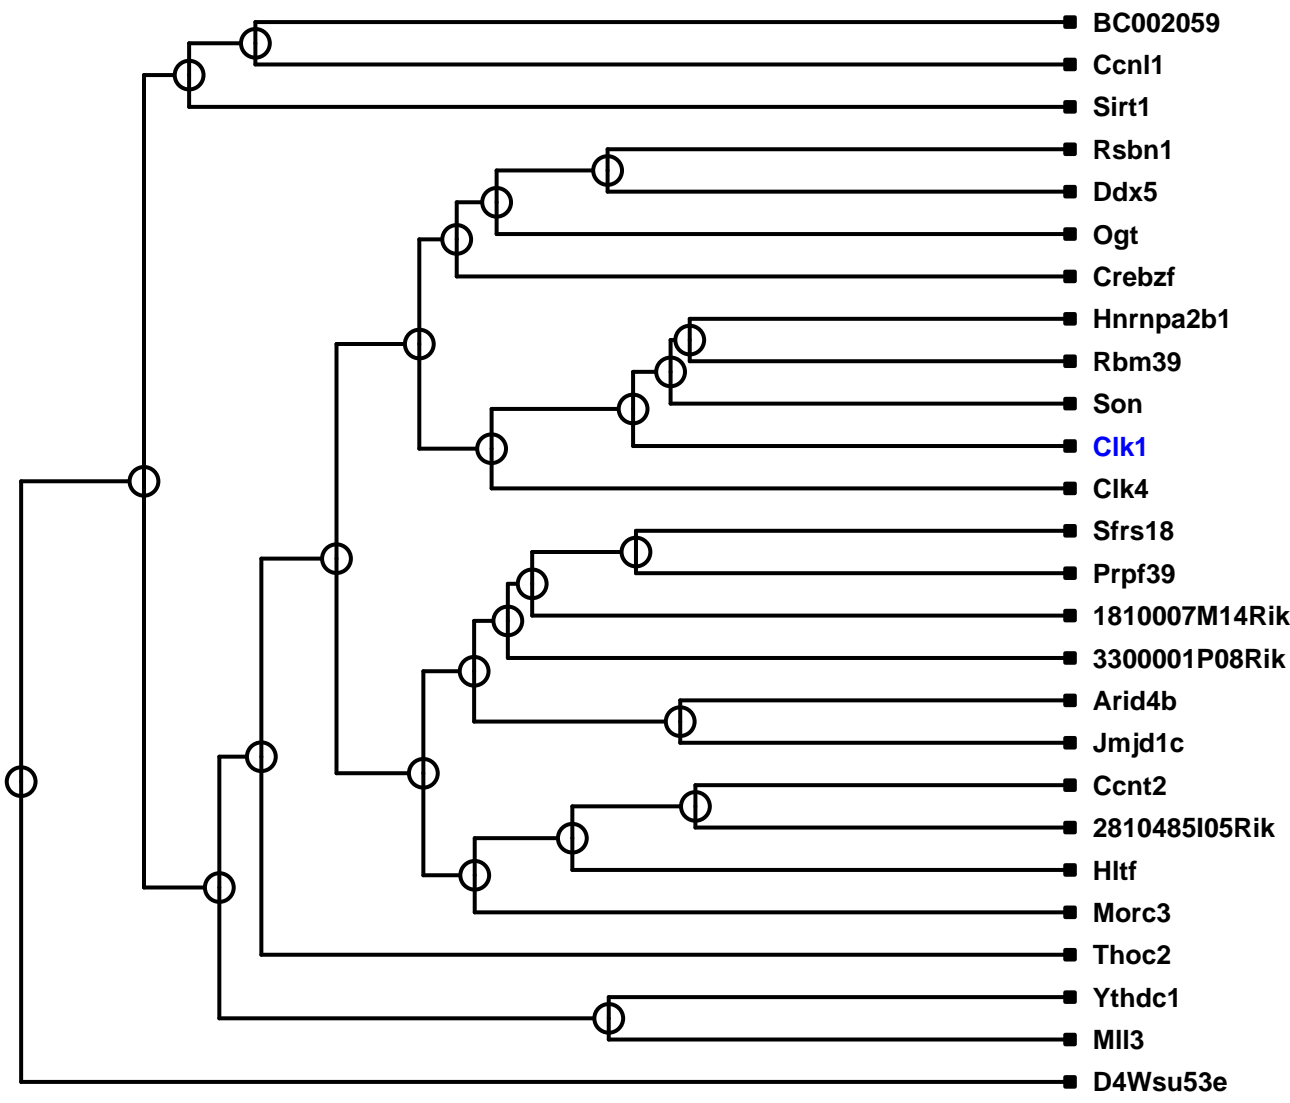 BC002059
Ccnl1
Sirt1
Rsbn1
Ddx5
Ogt
Crebzf
Hnrnpa2b1
Rbm39
Son
Clk1
Clk4
Sfrs18
Prpf39
1810007M14Rik
3300001P08Rik
Arid4b
Jmjd1c
Ccnt2
2810485I05Rik
Hltf
Morc3
Thoc2
Ythdc1
Mll3
D4Wsu53e